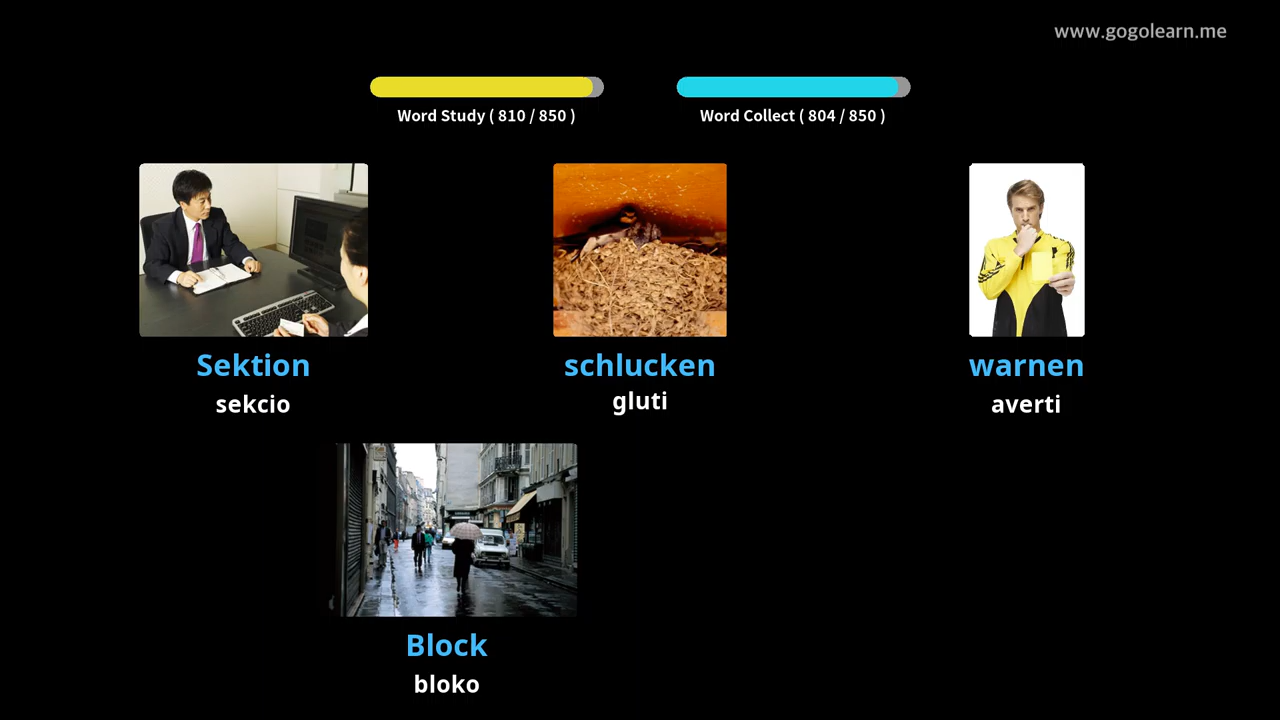 www.gogolearn.me
Word Study ( 810 / 850 )
Word Collect ( 804 / 850 )
Sektion
sekcio
schlucken
gluti
warnen
averti
Block
bloko